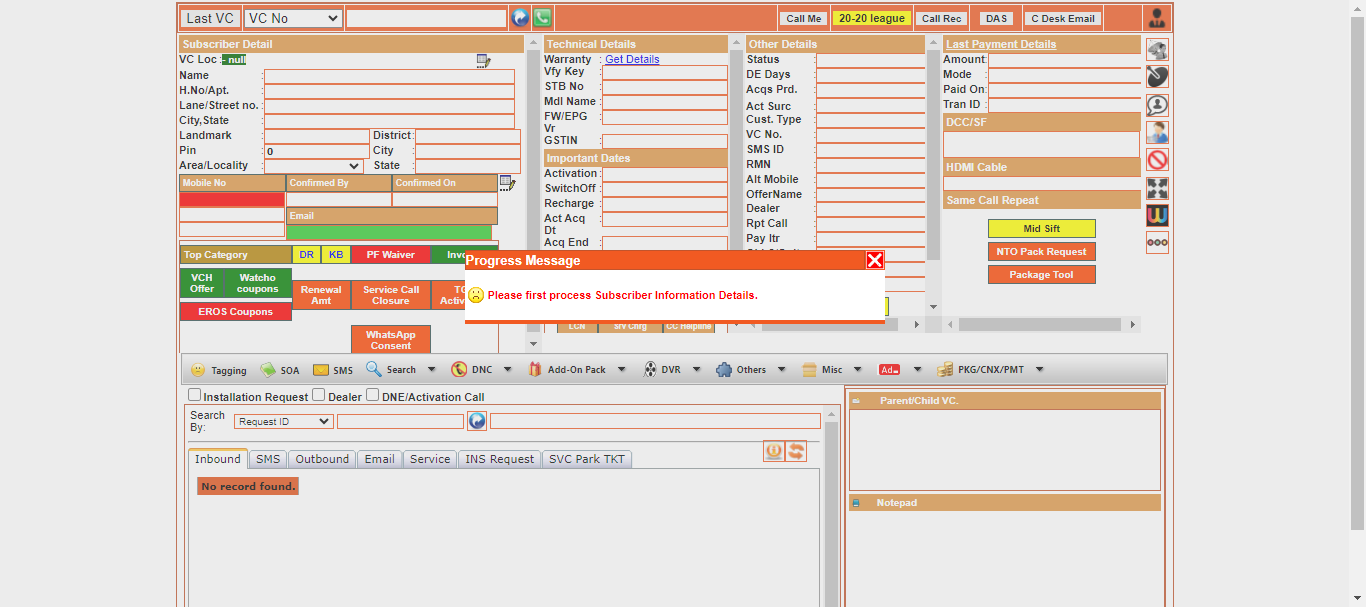 Last VC VC No Call Me 20-20 league Call Rec DAS C Desk Email
Subscriber Detail
VC Loc :- null
Name :
H.No/Apt. :
Lane/Street no. :
City,State :
Landmark : District :
Pin : 0 City :
Area/Locality : State :
Mobile No Confirmed By Confirmed On
Email
Top Category DR KB PF Waiver
VCH Offer Watcho coupons
Renewal Amt Service Call Closure
EROS Coupons
WhatsApp Consent
Technical Details
Warranty : Get Details
Vfy Key :
STB No :
Mdl Name :
FW/EPG Vr :
GSTIN :
Important Dates
Activation :
SwitchOff :
Recharge :
Act Acq Dt :
Acq End :
LCN Srv Chrg CC Helpline
Other Details
Status :
DE Days :
Acqs Prd. :
Act Surc :
Cust. Type :
VC No. :
SMS ID :
RMN :
Alt Mobile :
OfferName :
Dealer :
Rpt Call :
Pay Itr :
Last Payment Details
Amount:
Mode :
Paid On:
Tran ID :
DCC/SF
HDMI Cable
Same Call Repeat
Mid Sift
NTO Pack Request
Package Tool
Progress Message
Please first process Subscriber Information Details.
Tagging SOA SMS Search DNC Add-On Pack DVR Others Misc Ad PKG/CNX/PMT
Installation Request Dealer DNE/Activation Call
Search By: Request ID
Inbound SMS Outbound Email Service INS Request SVC Park TKT
No record found.
Parent/Child VC.
Notepad